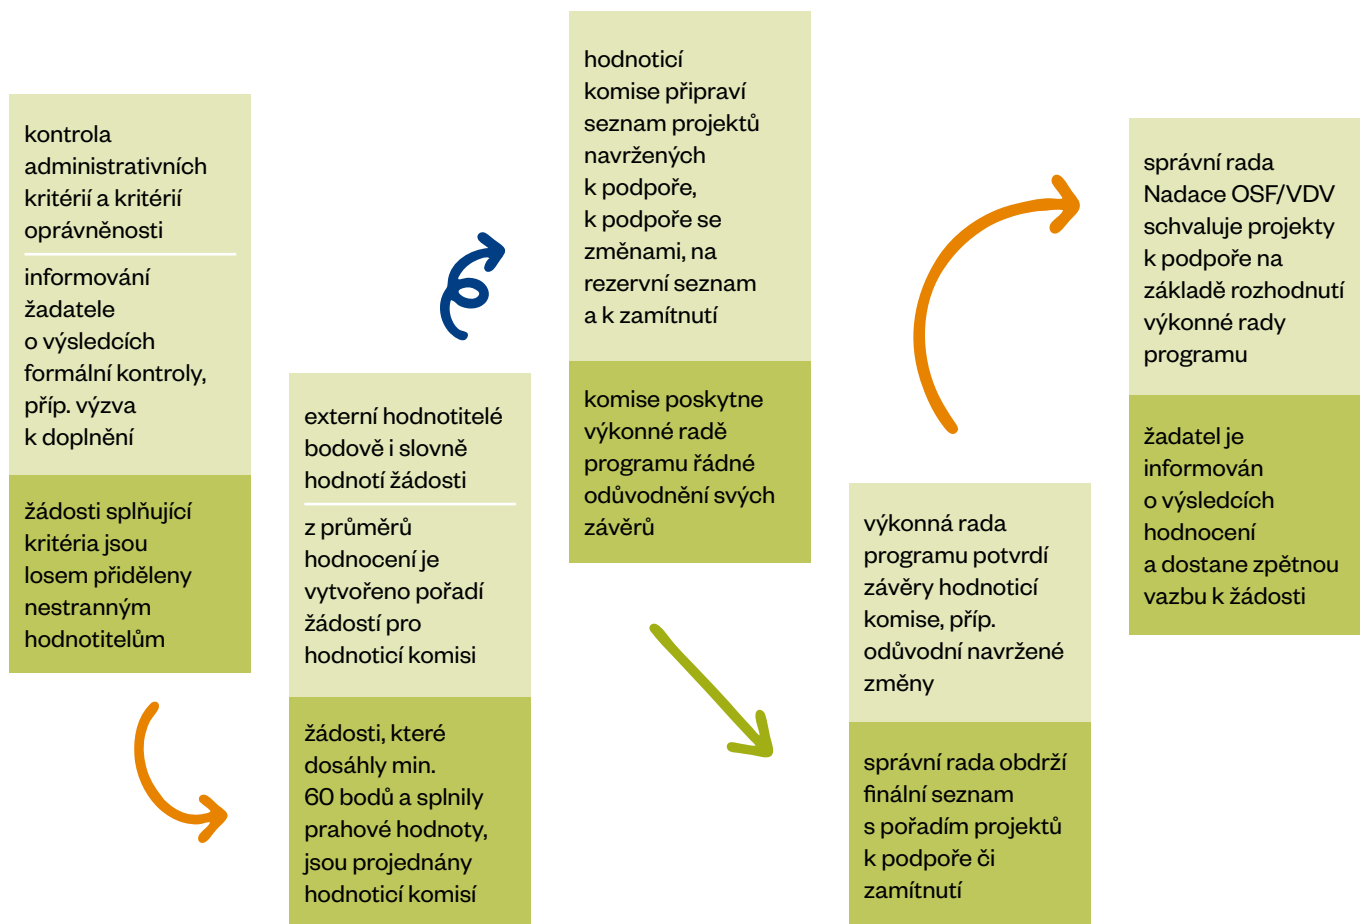 kontrola
administrativních
kritérií a kritérií
oprávněnosti
informování
žadatele
o výsledcích
formální kontroly,
příp. výzva
k doplnění
žádosti splňující
kritéria jsou
losem přiděleny
nestranným
hodnotitelům
externí hodnotitelé
bodově i slovně
hodnotí žádosti
z průměrů
hodnocení je
vytvořeno pořadí
žádostí pro
hodnoticí komisi
žádosti, které
dosáhly min.
60 bodů a splnily
prahové hodnoty,
jsou projednány
hodnoticí komisí
hodnoticí
komise připraví
seznam projektů
navržených
k podpoře,
k podpoře se
změnami, na
rezervní seznam
a k zamítnutí
komise poskytne
výkonné radě
programu řádné
odůvodnění svých
závěrů
výkonná rada
programu potvrdí
závěry hodnoticí
komise, příp.
odůvodní navržené
změny
správní rada obdrží
finální seznam
s pořadím projektů
k podpoře či
zamítnutí
správní rada
Nadace OSF/VDV
schvaluje projekty
k podpoře na
základě rozhodnutí
výkonné rady
programu
žadatel je
informován
o výsledcích
hodnocení
a dostane zpětnou
vazbu k žádosti